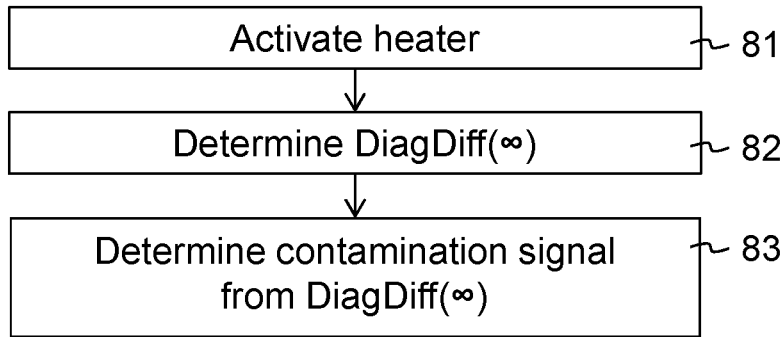 Activate heater
81
Determine DiagDiff(∞)
82
Determine contamination signal
from DiagDiff(∞)
83